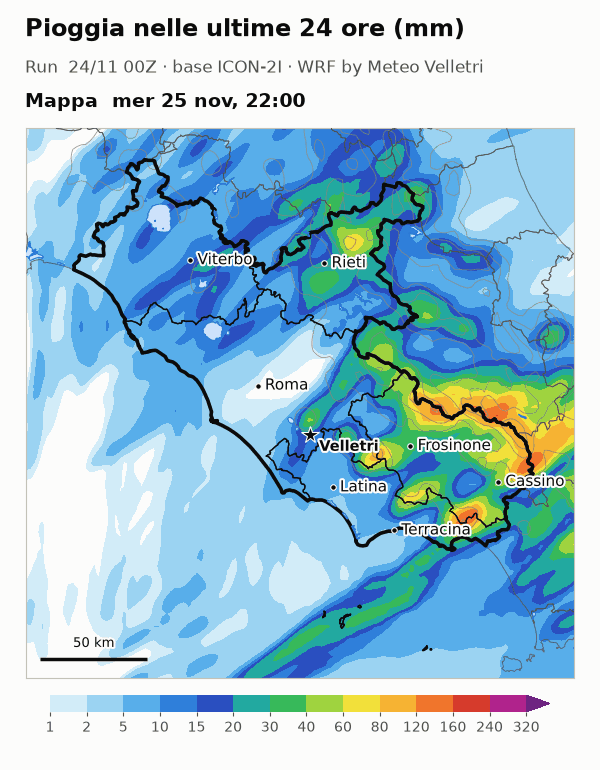 Pioggia nelle ultime 24 ore (mm)
Run 24/11 00Z · base ICON-2I · WRF by Meteo Velletri
Mappa mer 25 nov, 22:00
Viterbo
Rieti
Roma
Velletri
Frosinone
Cassino
Latina
Terracina
50 km
1 2 5 10 15 20 30 40 60 80 120 160 240 320